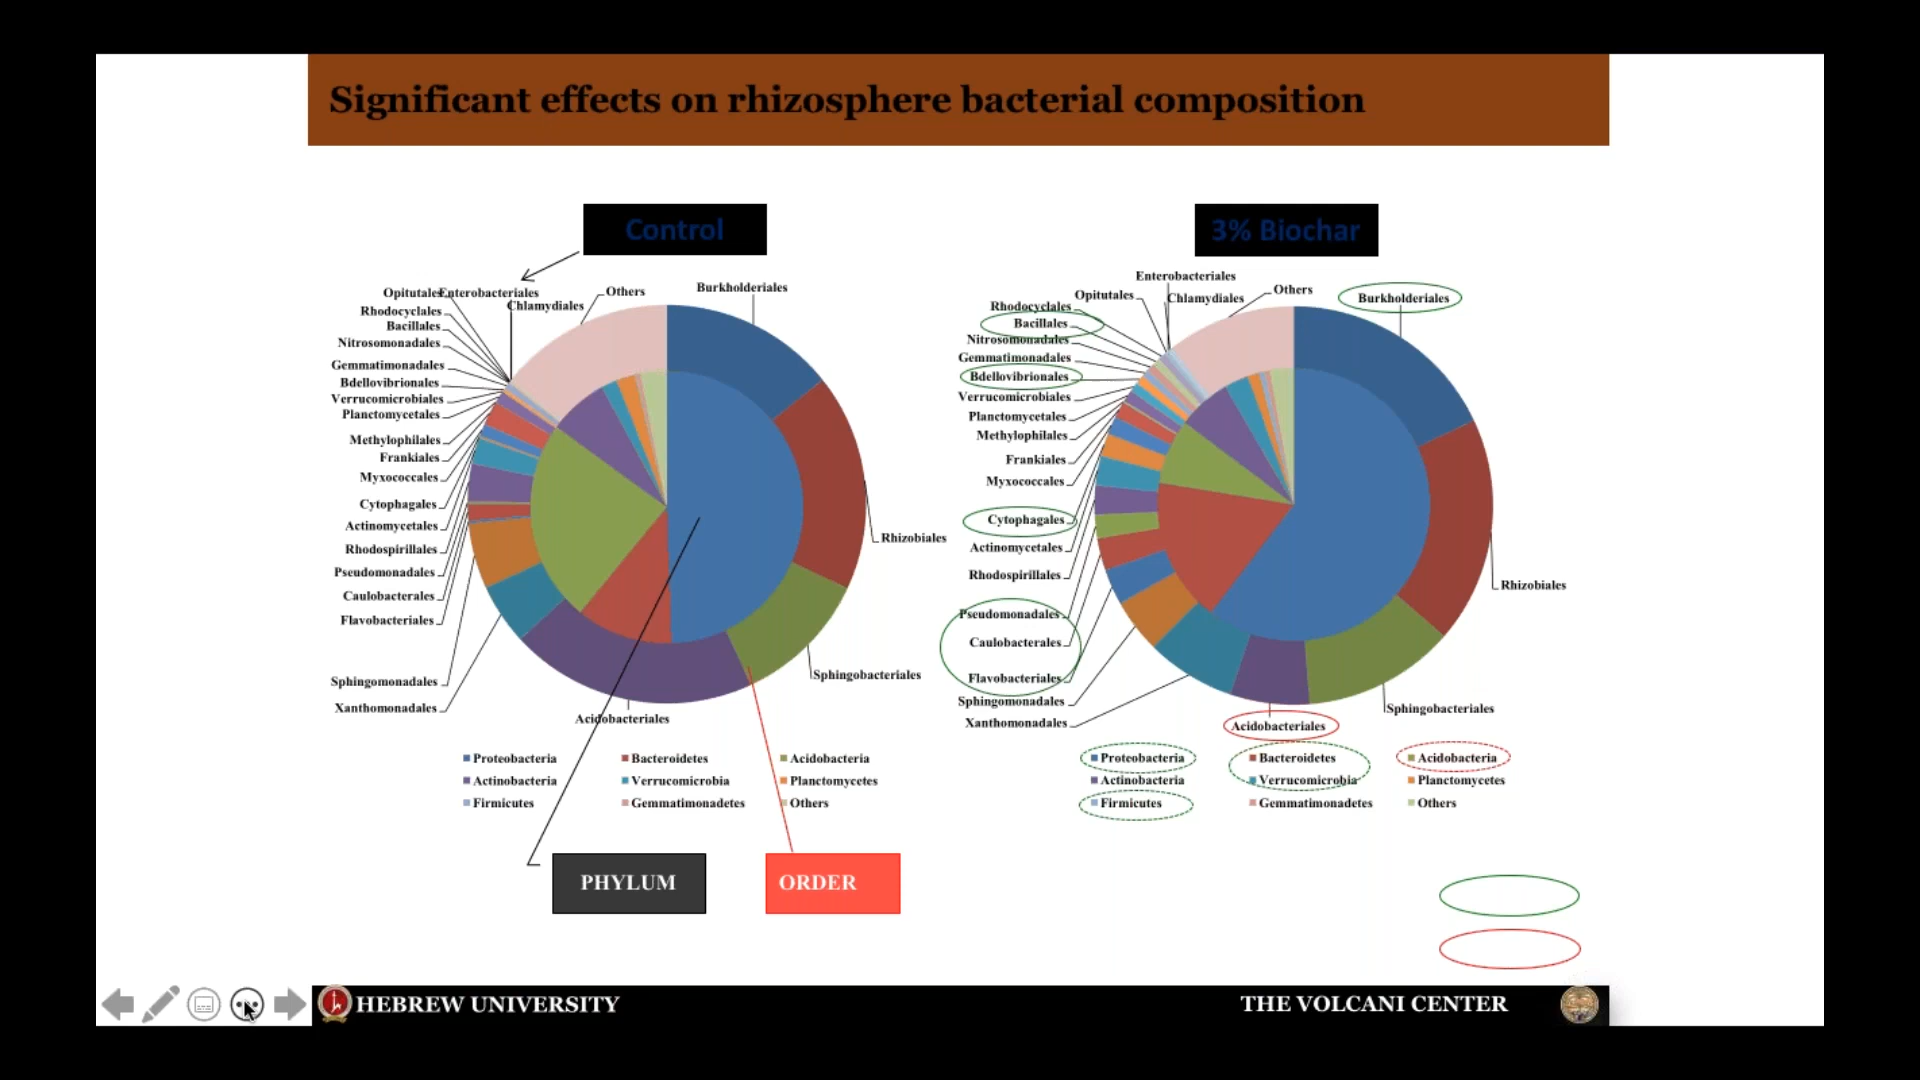 Significant effects on rhizosphere bacterial composition
Control
Opitutales
Enterobacteriales
Chlamydiales
Others
Burkholderiales
Rhodocyclales
Bacillales
Nitrosomonadales
Gemmatimonadales
Bdellovibrionales
Verrucomicrobiales
Planctomycetales
Methylophilales
Frankiales
Myxococcales
Cytophagales
Actinomycetales
Rhodospirillales
Pseudomonadales
Caulobacterales
Flavobacteriales
Sphingomonadales
Xanthomonadales
Acidobacteriales
Sphingobacteriales
Rhizobiales
Proteobacteria Bacteroidetes Acidobacteria
Actinobacteria Verrucomicrobia Planctomycetes
Firmicutes Gemmatimonadetes Others
PHYLUM
ORDER
3% Biochar
Enterobacteriales
Opitutales
Chlamydiales
Others
Burkholderiales
Rhodocyclales
Bacillales
Nitrosomonadales
Gemmatimonadales
Bdellovibrionales
Verrucomicrobiales
Planctomycetales
Methylophilales
Frankiales
Myxococcales
Cytophagales
Actinomycetales
Rhodospirillales
Pseudomonadales
Caulobacterales
Flavobacteriales
Sphingomonadales
Xanthomonadales
Acidobacteriales
Sphingobacteriales
Rhizobiales
Proteobacteria Bacteroidetes Acidobacteria
Actinobacteria Verrucomicrobia Planctomycetes
Firmicutes Gemmatimonadetes Others
HEBREW UNIVERSITY
THE VOLCANI CENTER